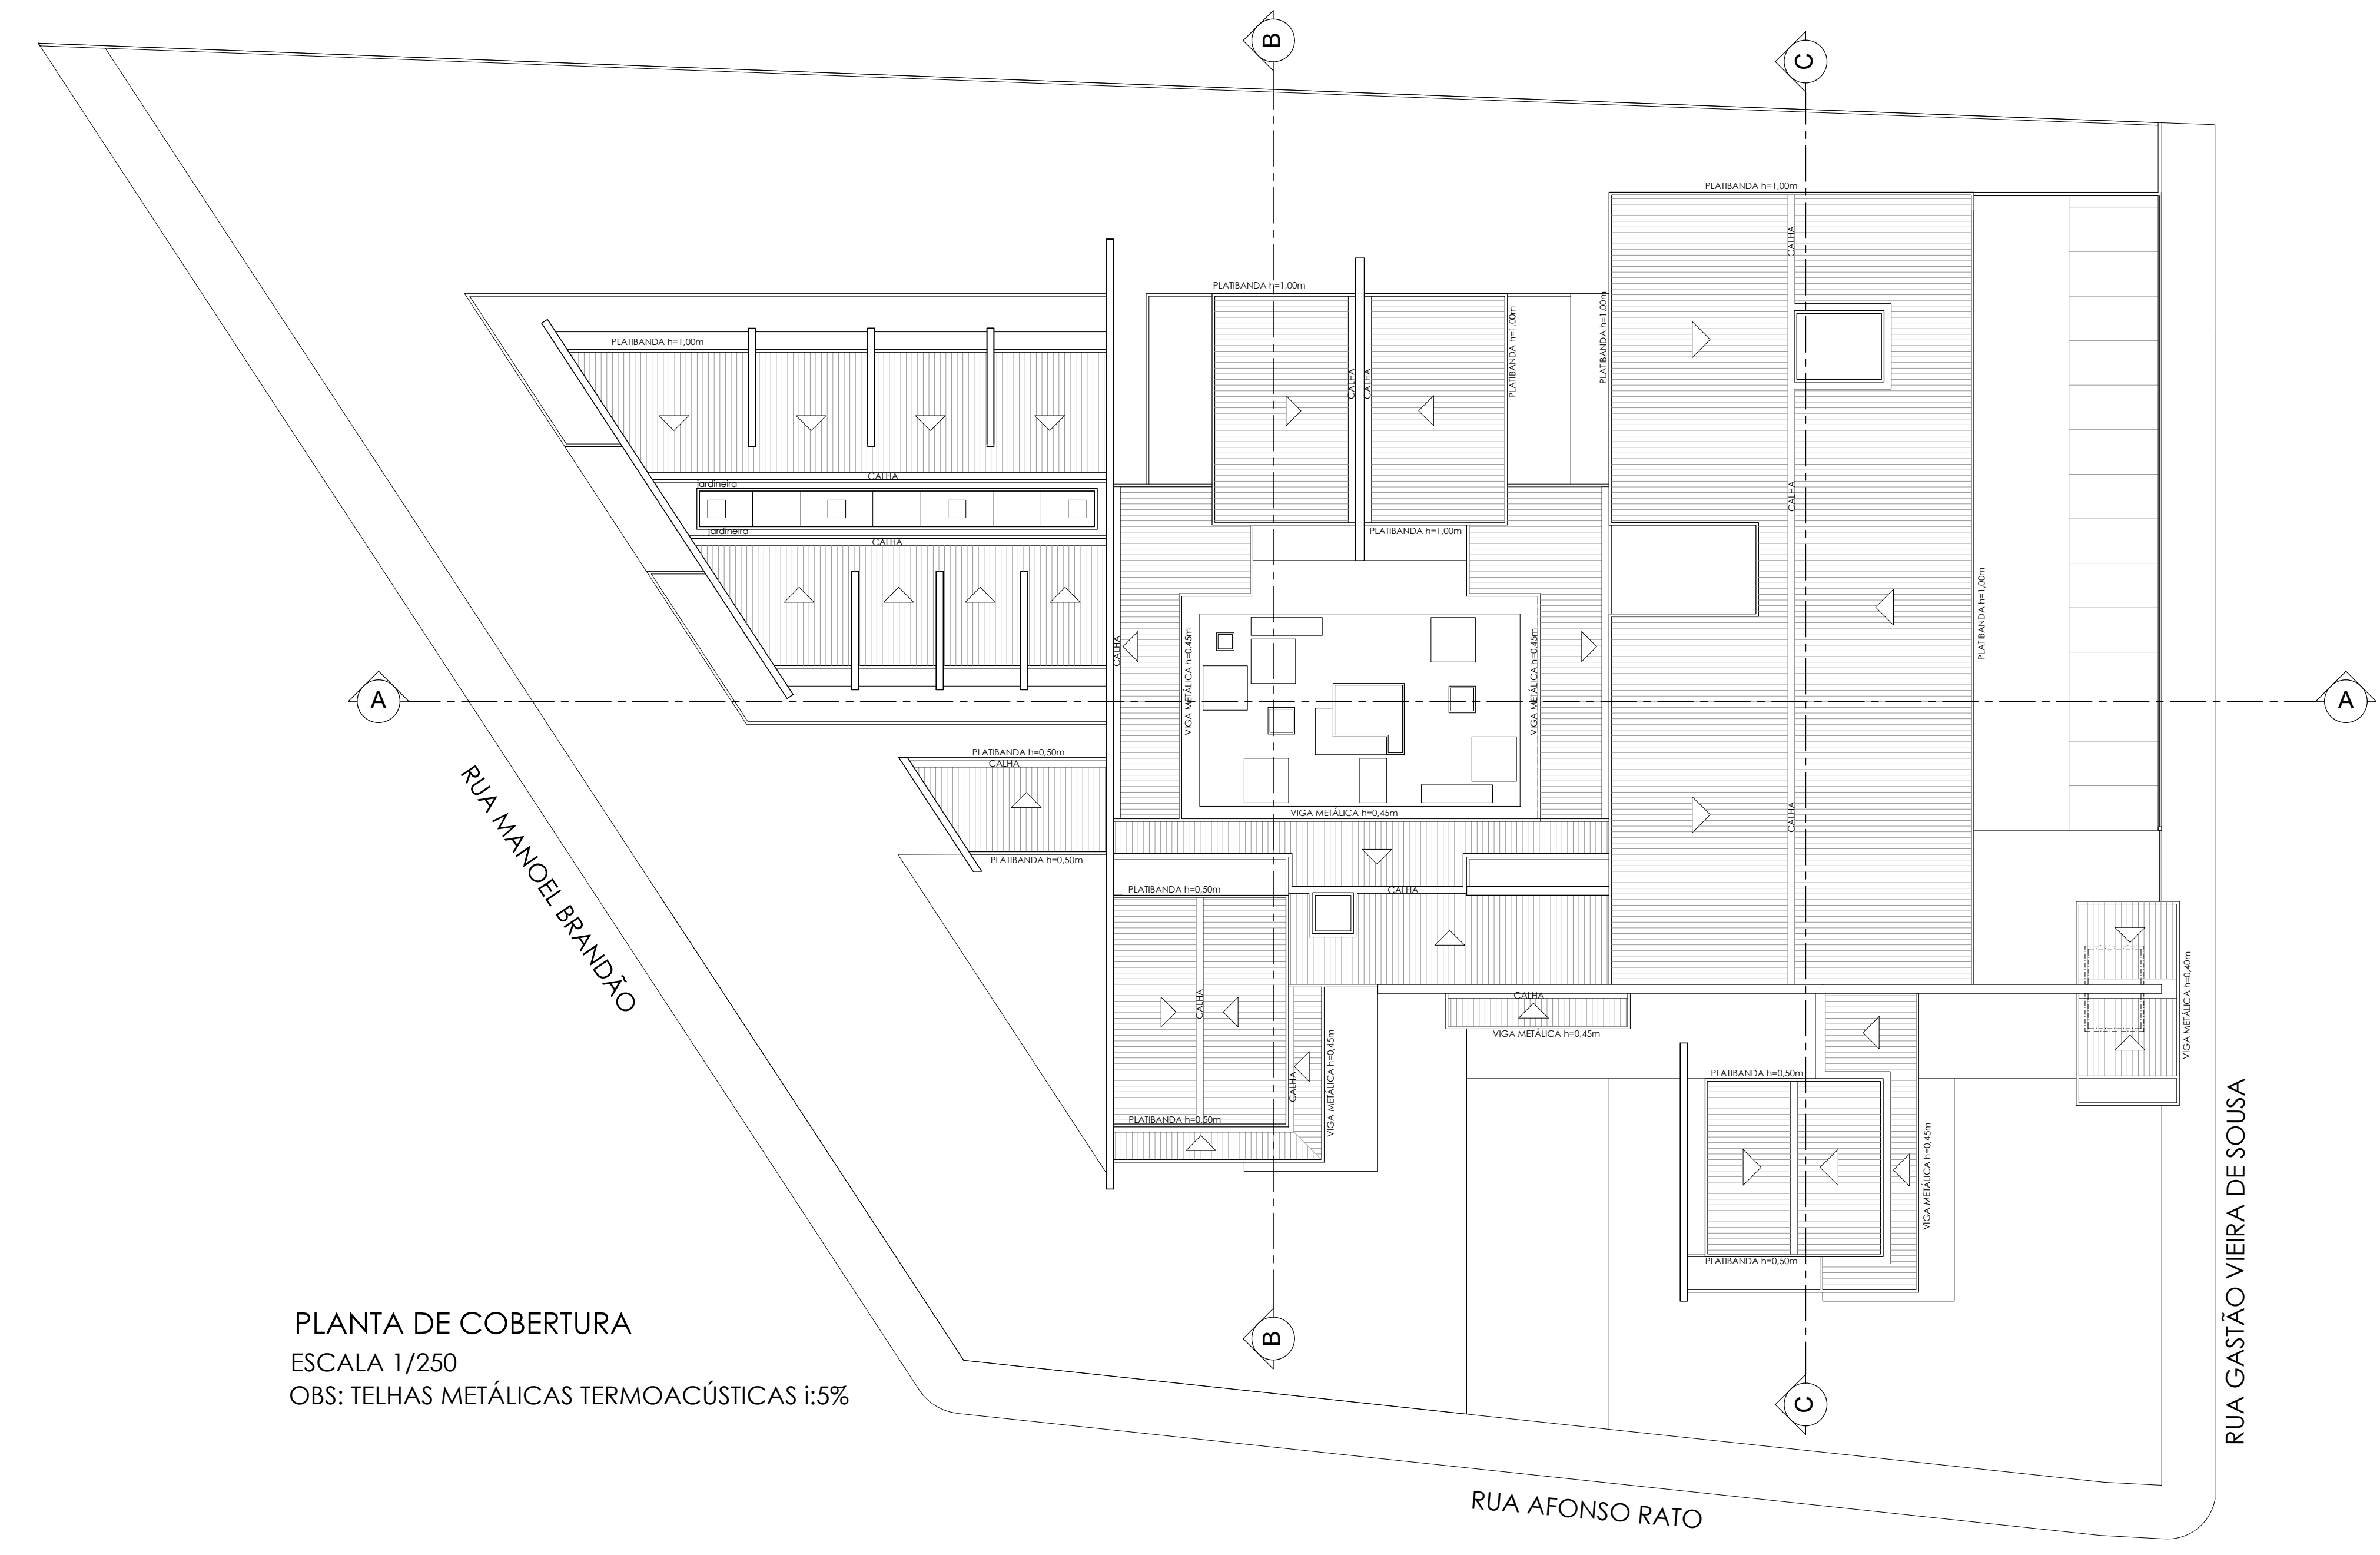 B
C
PLATIBANDA h=1,00m
CALHA
PLATIBANDA h=1,00m
PLATIBANDA h=1,00m
PLATIBANDA h=1,00m
PLATIBANDA h=1,00m
CALHA
CALHA
CALHA
jardineira
CALHA
jardineira
PLATIBANDA h=1,00m
CALHA
CALHA
PLATIBANDA h=1,00m
CALHA
VIGA METÁLICA h=0,45m
VIGA METÁLICA h=0,45m
A
A
PLATIBANDA h=0,50m
CALHA
VIGA METÁLICA h=0,45m
CALHA
PLATIBANDA h=0,50m
PLATIBANDA h=0,50m
CALHA
RUA MANOEL BRANDÃO
CALHA
CALHA
VIGA METÁLICA h=0,45m
VIGA METÁLICA h=0,40m
CALHA
VIGA METÁLICA h=0,45m
PLATIBANDA h=0,50m
PLATIBANDA h=0,50m
VIGA METÁLICA h=0,45m
PLATIBANDA h=0,50m
RUA GASTÃO VIEIRA DE SOUSA
B
C
PLANTA DE COBERTURA
ESCALA 1/250
OBS: TELHAS METÁLICAS TERMOACÚSTICAS i:5%
RUA AFONSO RATO